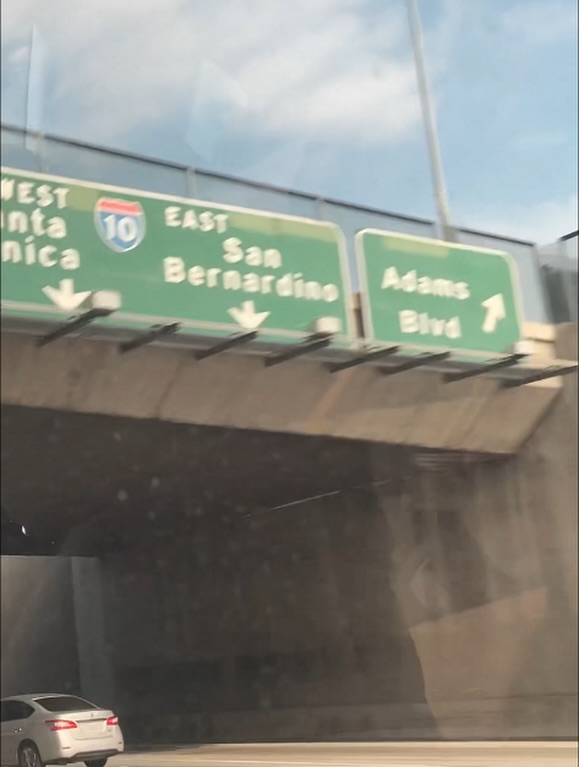 WEST
nta
nica
10
EAST
San
Bernardino
Adams
Blvd